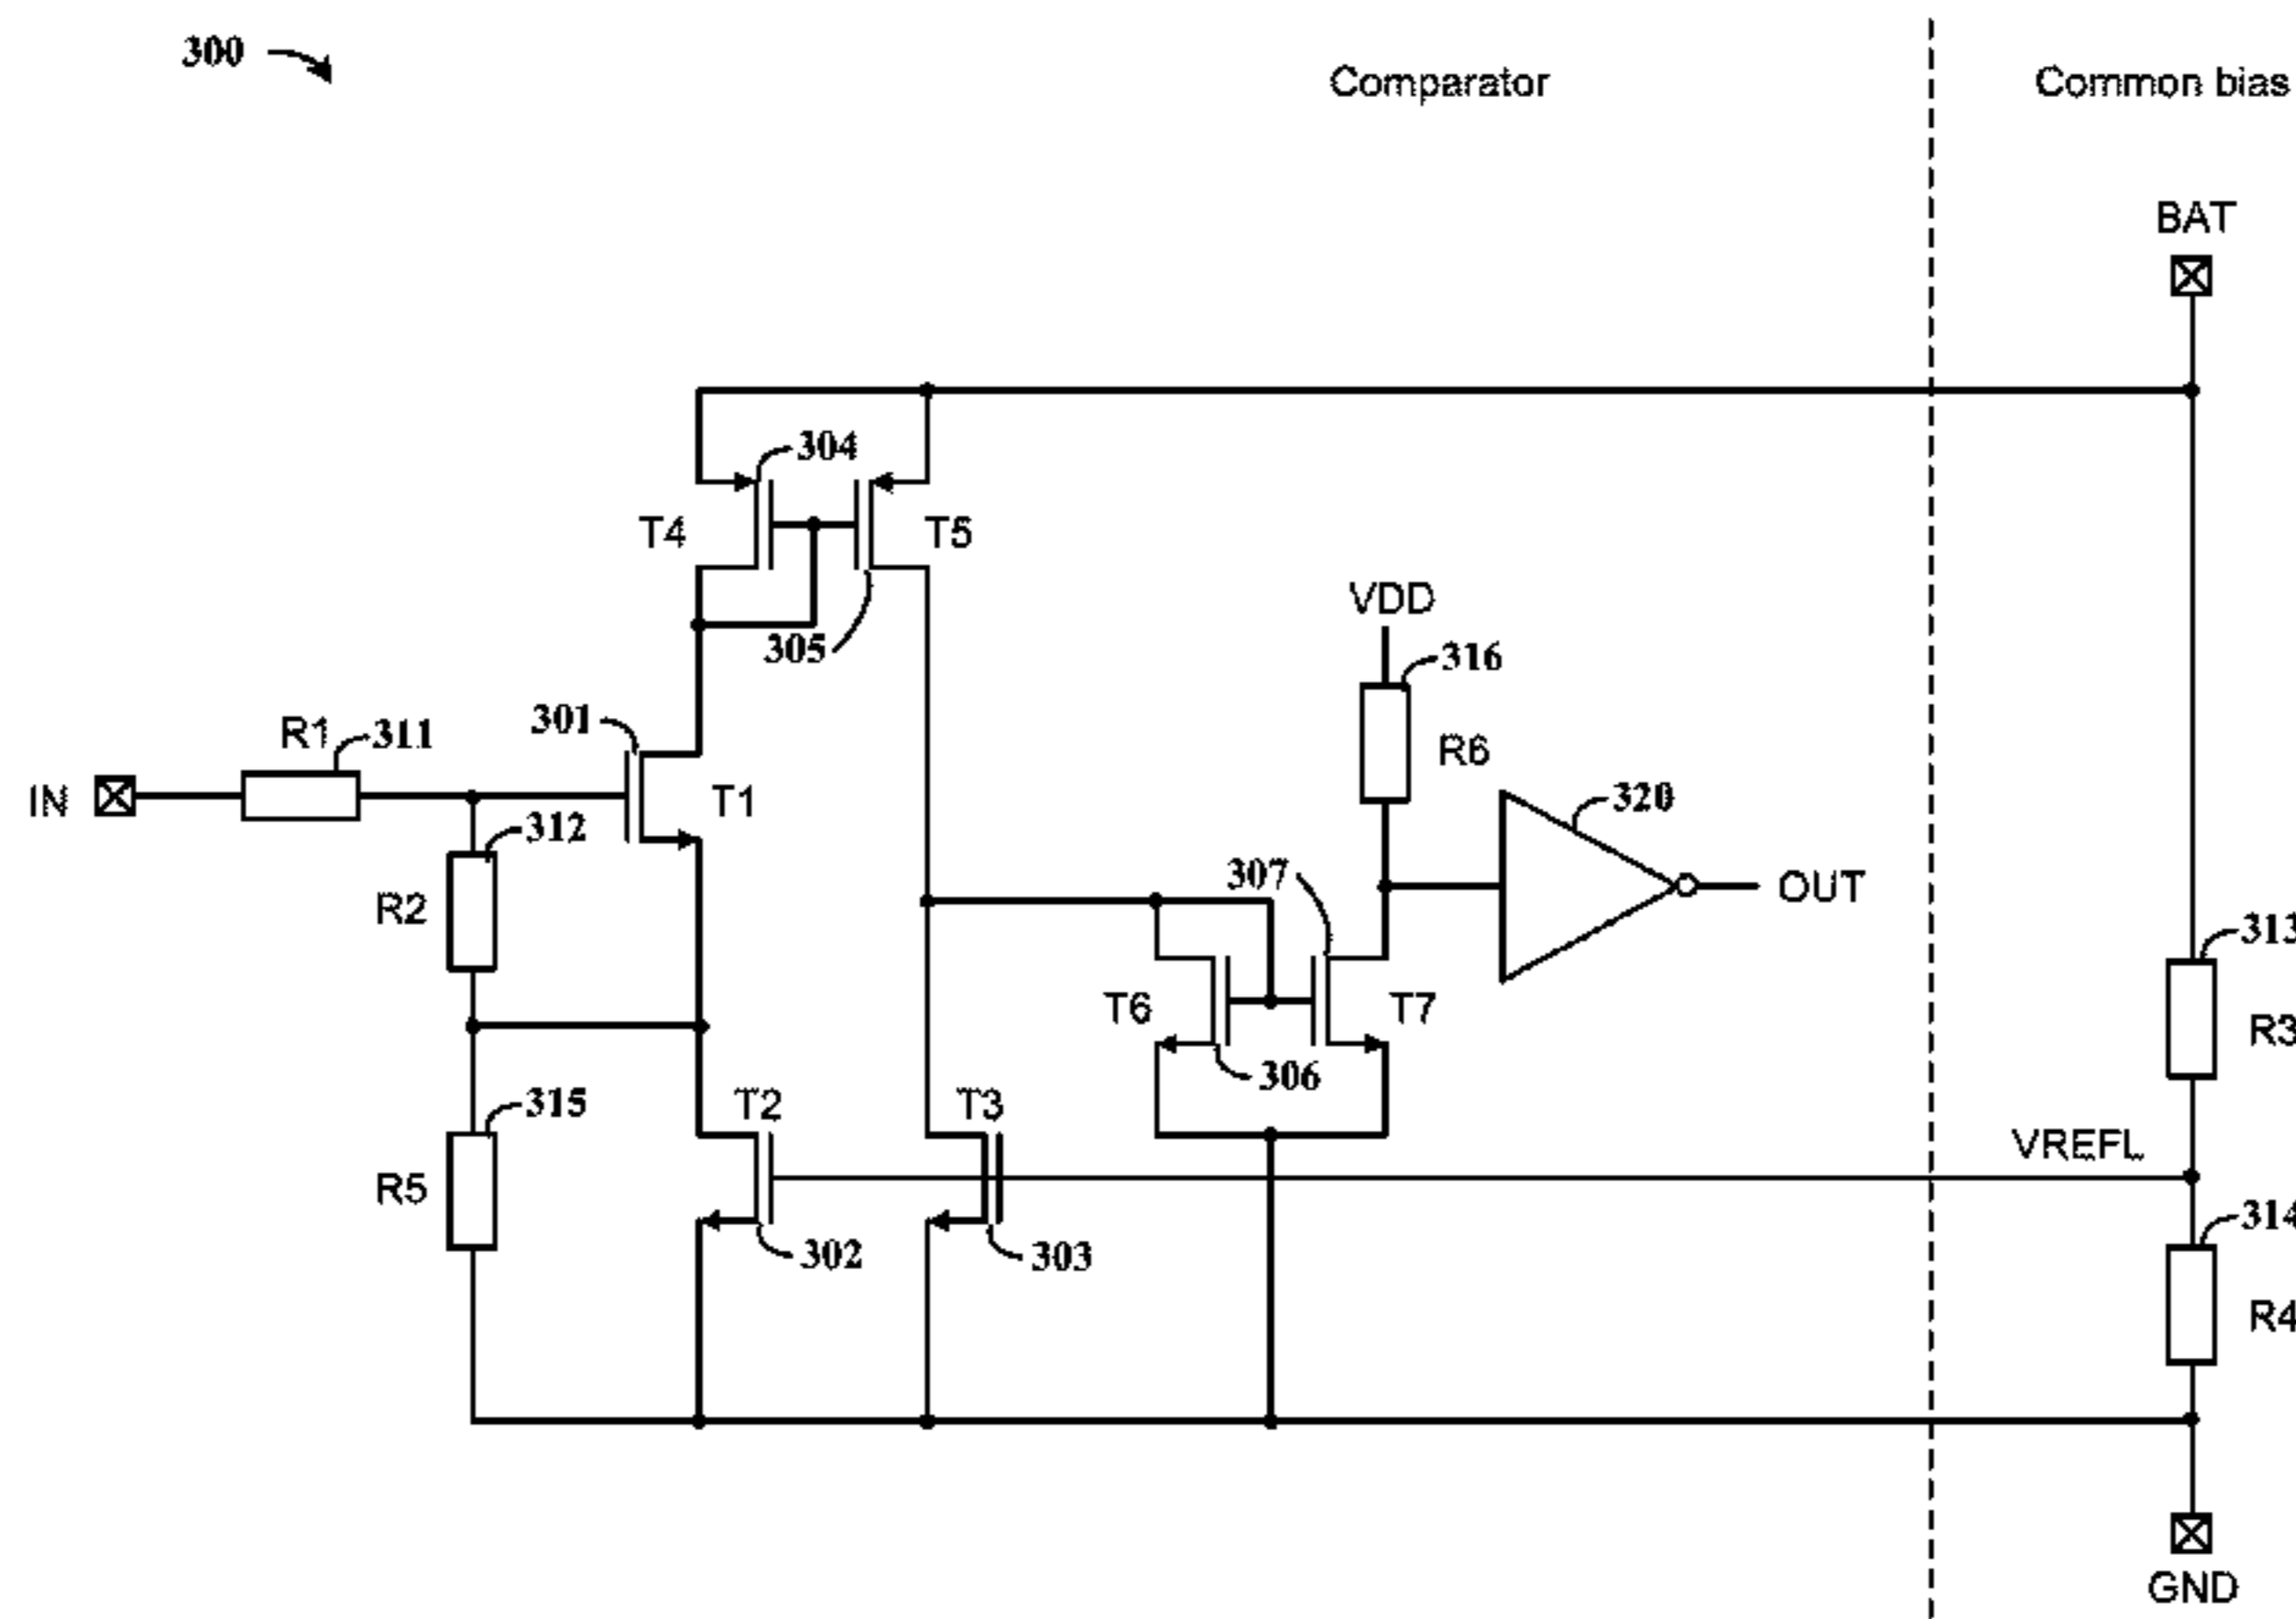 300
Comparator
Common bias
BAT
304
T4
T5
305
VDD
316
R6
301
R1
311
IN
T1
312
R2
320
OUT
307
T6
T7
306
313
R3
315
R5
T2
T3
302
303
VREFL
314
R4
GND